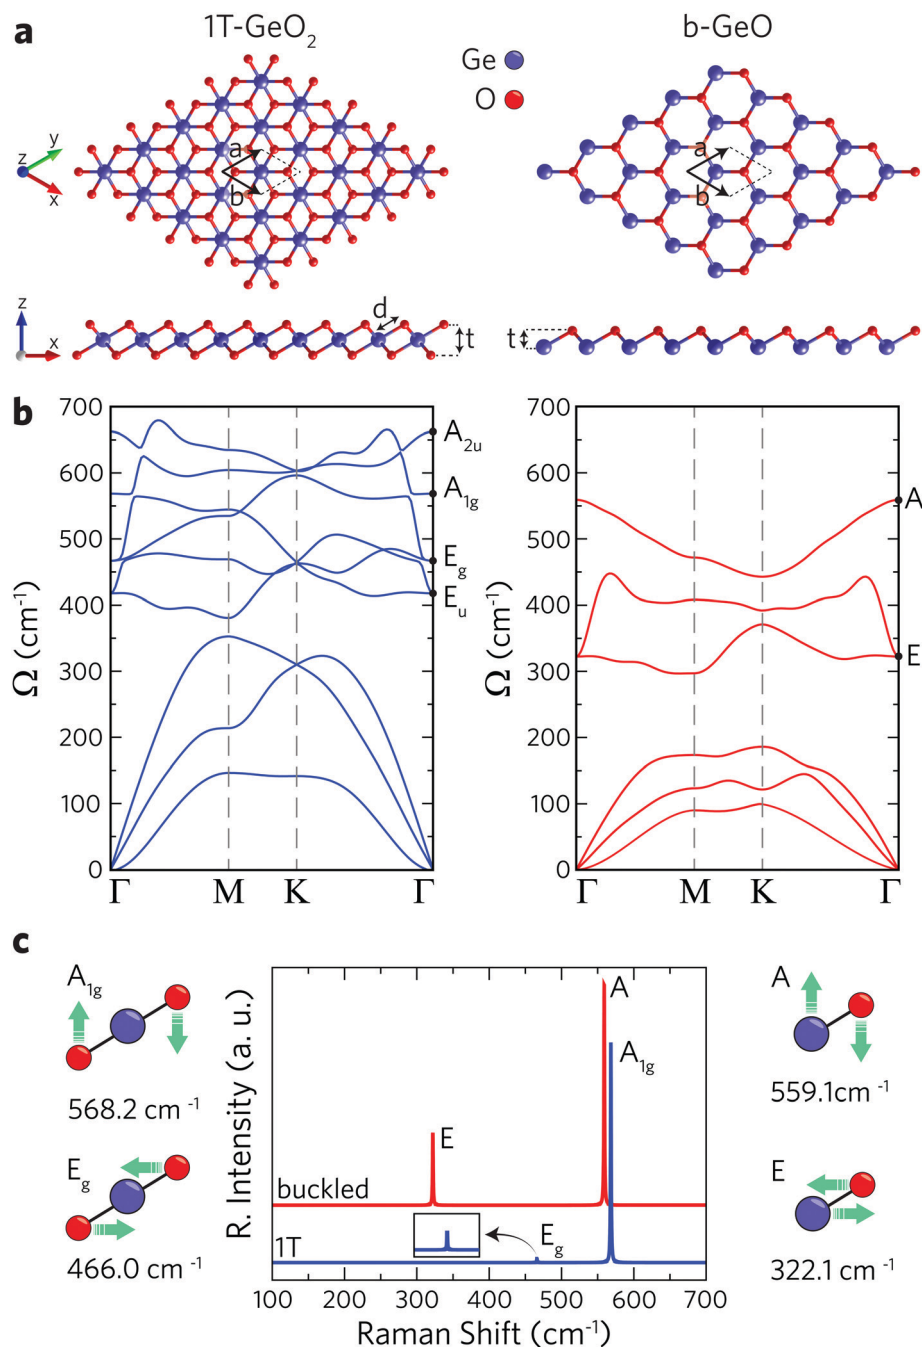 a
1T-GeO2
b-GeO
Ge
O
z
y
x
a
b
a
b
z
x
d
t
t
b
700
600
500
400
300
200
100
0
Ω (cm-1)
Γ
M
K
Γ
A2u
A1g
Eg
Eu
700
600
500
400
300
200
100
0
Ω (cm-1)
Γ
M
K
Γ
A
E
c
A1g
568.2 cm -1
Eg
466.0 cm -1
R. Intensity (a. u.)
A
A1g
E
buckled
Eg
1T
100
200
300
400
500
600
700
Raman Shift (cm-1)
A
559.1cm -1
E
322.1 cm -1